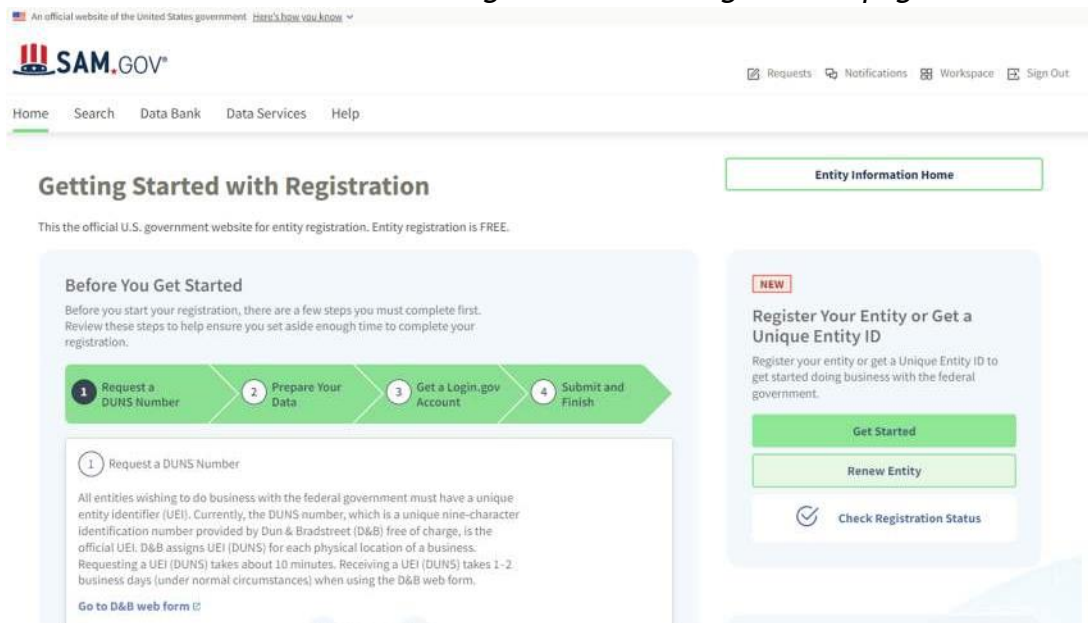 An official website of the United States government Here's how you know
SAM.GOV®
Requests Notifications Workspace Sign Out
Home Search Data Bank Data Services Help
Getting Started with Registration
This the official U.S. government website for entity registration. Entity registration is FREE.
Entity Information Home
Before You Get Started
Before you start your registration, there are a few steps you must complete first.
Review these steps to help ensure you set aside enough time to complete your
registration.
1 Request a
DUNS Number
2 Prepare Your
Data
3 Get a Login.gov
Account
4 Submit and
Finish
1 Request a DUNS Number
All entities wishing to do business with the federal government must have a unique
entity identifier (UEI). Currently, the DUNS number, which is a unique nine-character
identification number provided by Dun & Bradstreet (D&B) free of charge, is the
official UEI. D&B assigns UEI (DUNS) for each physical location of a business.
Requesting a UEI (DUNS) takes about 10 minutes. Receiving a UEI (DUNS) takes 1-2
business days (under normal circumstances) when using the D&B web form.
Go to D&B web form
NEW
Register Your Entity or Get a
Unique Entity ID
Register your entity or get a Unique Entity ID to
get started doing business with the federal
government.
Get Started
Renew Entity
Check Registration Status